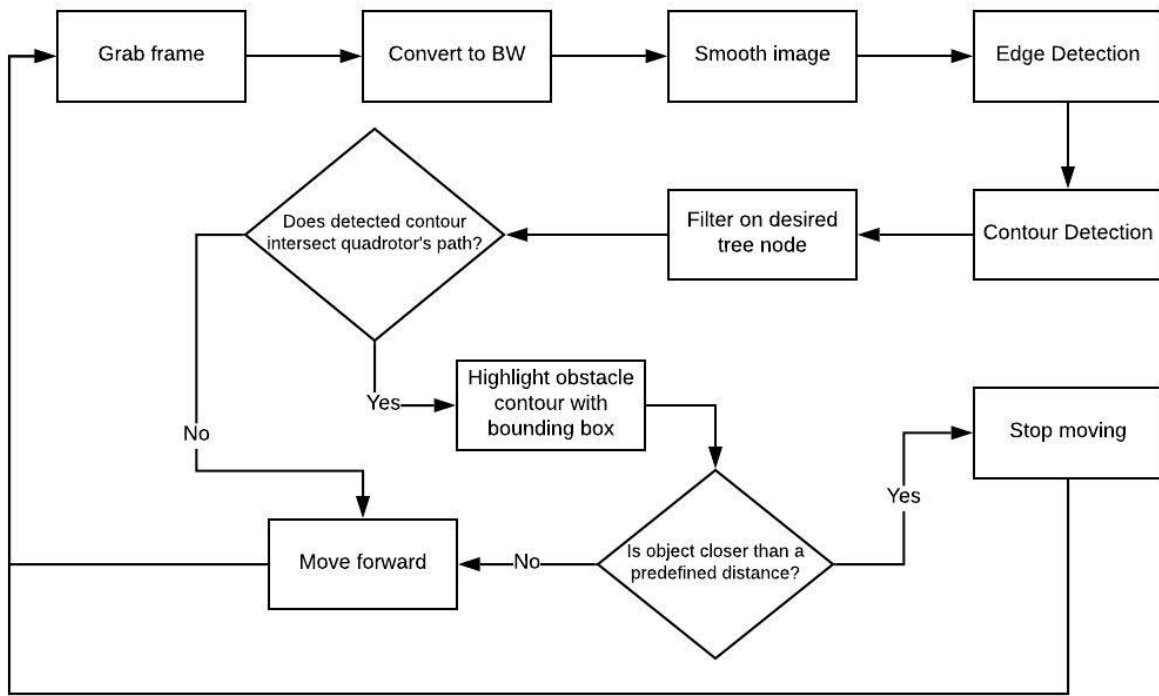 Grab frame
Convert to BW
Smooth image
Edge Detection
Does detected contour
intersect quadrotor's path?
Filter on desired
tree node
Contour Detection
Yes
Highlight obstacle
contour with
bounding box
No
Stop moving
Yes
Move forward
No
Is object closer than a
predefined distance?